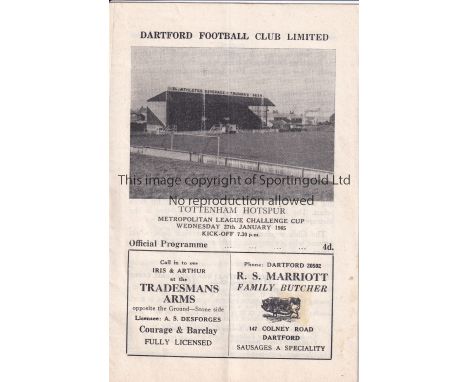 DARTFORD FOOTBALL CLUB LIMITED
This image copyright of Sportingold Ltd
No reproduction allowed
TOTTENHAM HOTSPUR
METROPOLITAN LEAGUE CHALLENGE CUP
WEDNESDAY 27th JANUARY 1965
KICK-OFF 7.30 p.m.
Official Programme ... ... ... 4d.
Call in to see
IRIS & ARTHUR
at the
TRADESMANS
ARMS
opposite the Ground—Stone side
Licensee: A. S. DESFORGES
Courage & Barclay
FULLY LICENSED
Phone: DARTFORD 20592
R. S. MARRIOTT
FAMILY BUTCHER
147 COLNEY ROAD
DARTFORD
SAUSAGES A SPECIALITY